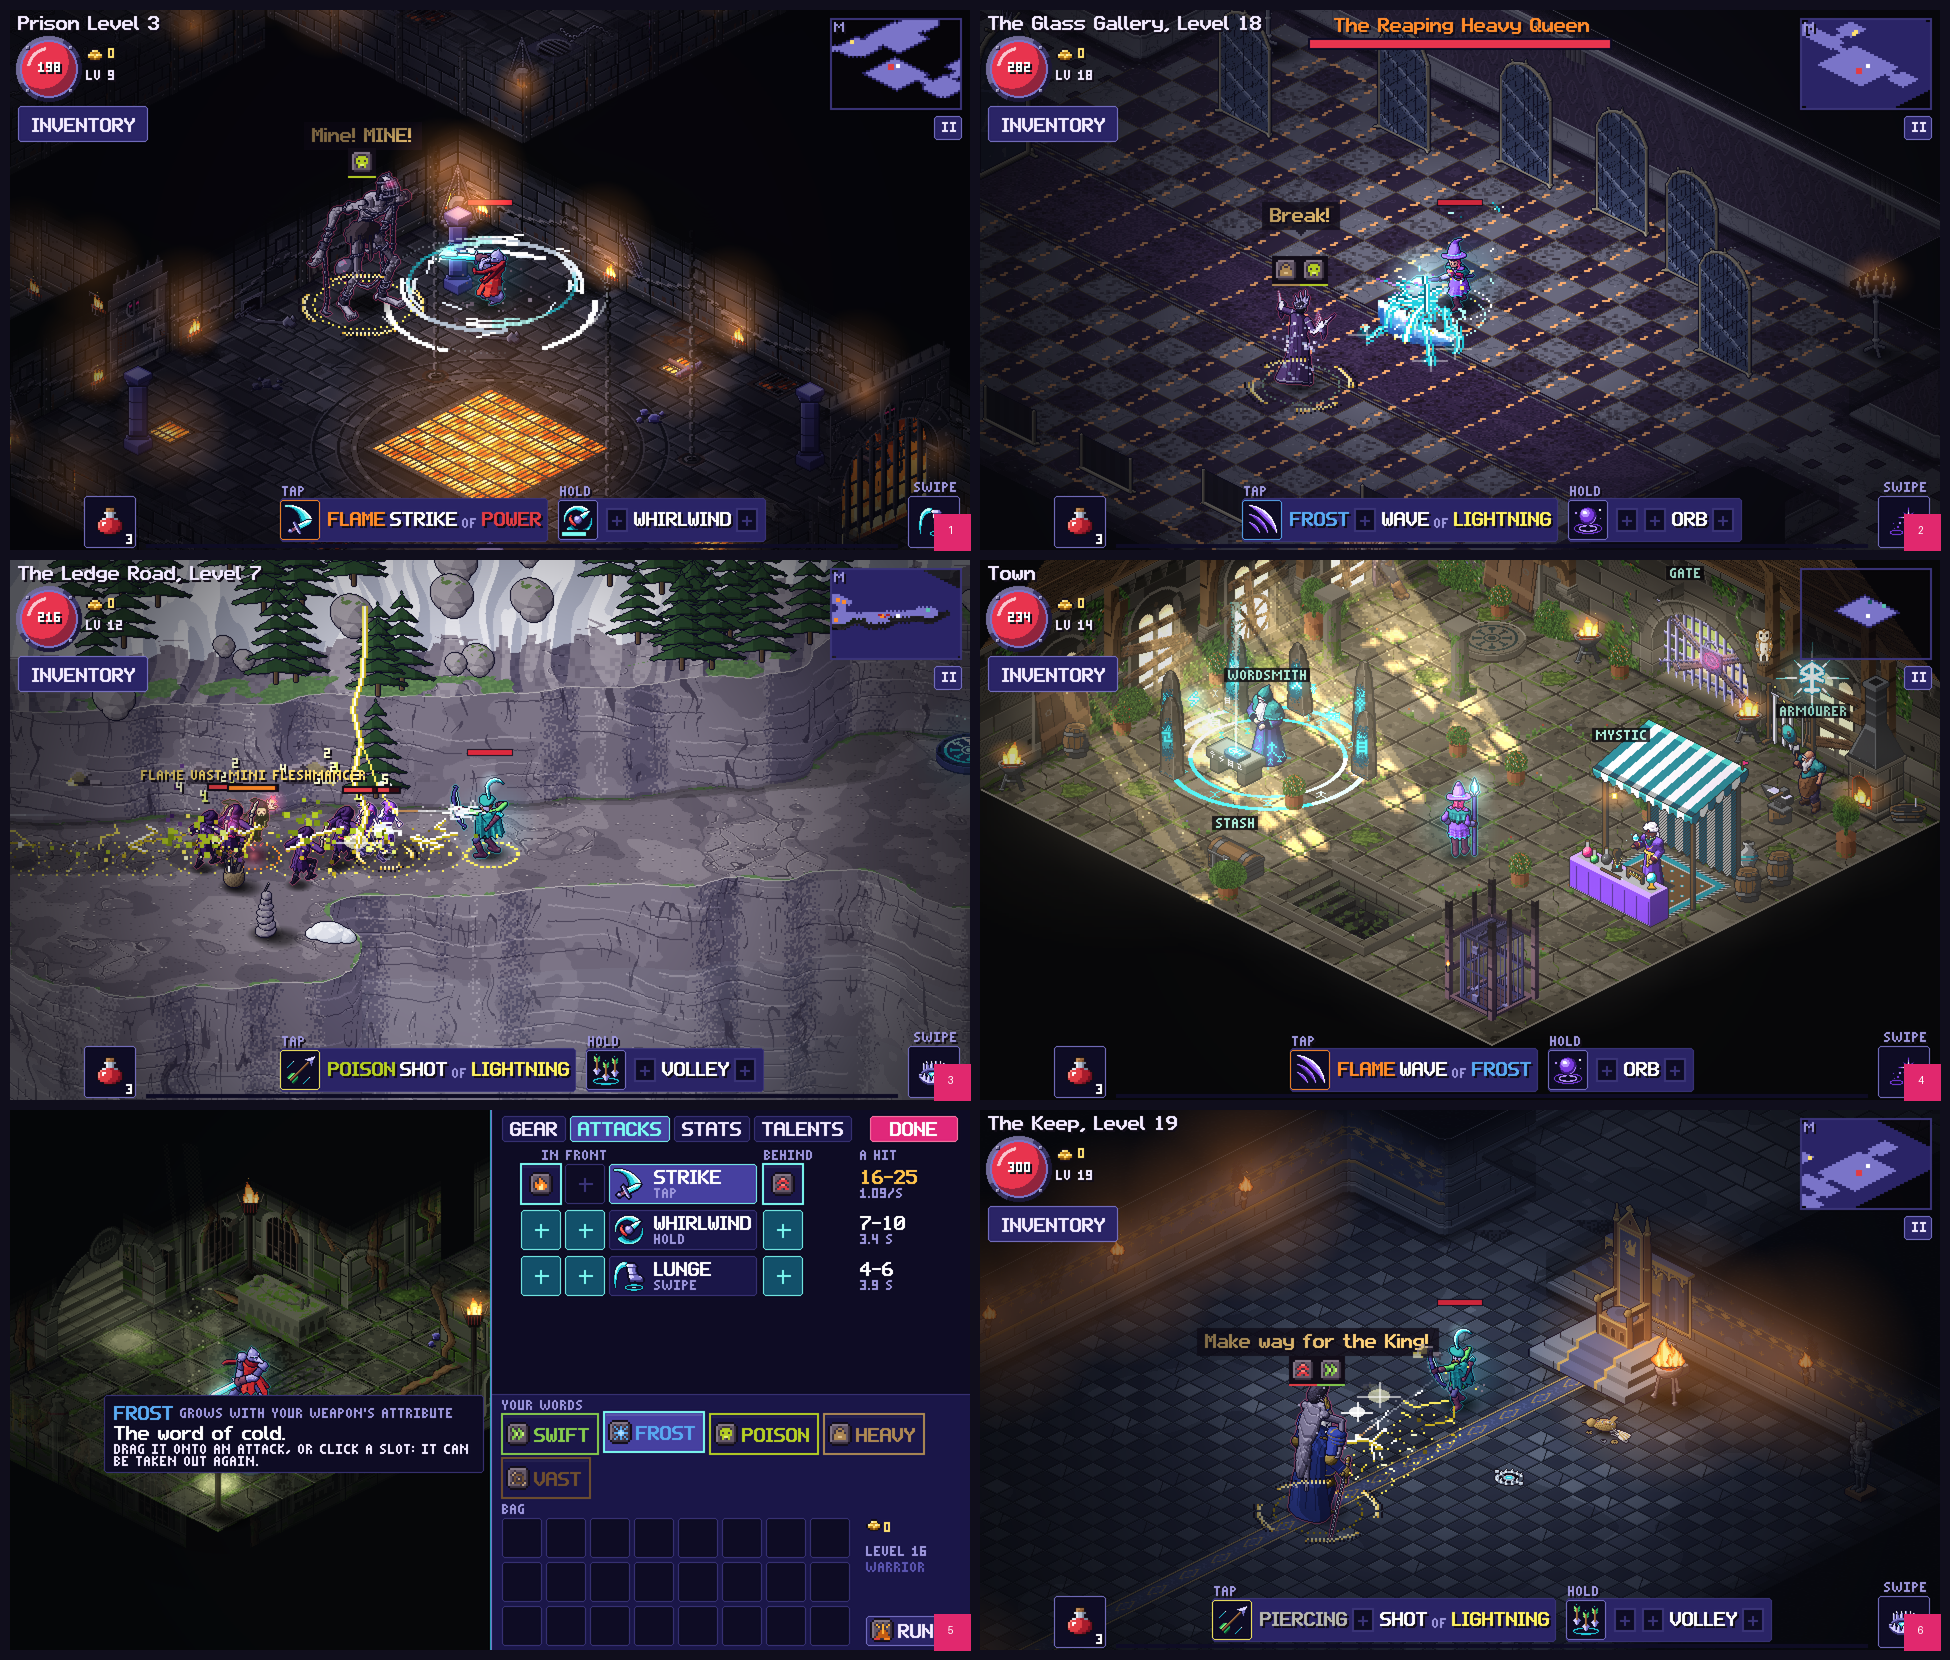 Prison Level 3
198
0
LV 9
INVENTORY
M
II
Mine! MINE!
TAP
HOLD
SWIPE
3
FLAME STRIKE OF POWER
+ WHIRLWIND +
1
The Glass Gallery, Level 18
The Reaping Heavy Queen
282
0
LV 18
INVENTORY
M
II
Break!
TAP
HOLD
SWIPE
3
FROST + WAVE OF LIGHTNING
+ + ORB +
2
The Ledge Road, Level 7
216
0
LV 12
INVENTORY
M
II
FLAME VAST MINI FLESHMANCER
TAP
HOLD
SWIPE
3
POISON SHOT OF LIGHTNING
+ VOLLEY +
3
Town
234
0
LV 14
INVENTORY
II
GATE
WORDSMITH
ARMOURER
MYSTIC
STASH
TAP
HOLD
SWIPE
3
FLAME WAVE OF FROST
+ ORB +
4
GEAR ATTACKS STATS TALENTS DONE
IN FRONT BEHIND A HIT
+ STRIKE 16-25
TAP 1.09/S
+ + WHIRLWIND + 7-10
HOLD 3.4 S
+ + LUNGE + 4-6
SWIPE 3.9 S
FROST GROWS WITH YOUR WEAPON'S ATTRIBUTE
The word of cold.
DRAG IT ONTO AN ATTACK, OR CLICK A SLOT: IT CAN
BE TAKEN OUT AGAIN.
YOUR WORDS
SWIFT FROST POISON HEAVY
VAST
BAG
0
LEVEL 16
WARRIOR
RUN
5
The Keep, Level 19
300
0
LV 19
INVENTORY
M
II
Make way for the King!
TAP
HOLD
SWIPE
3
PIERCING + SHOT OF LIGHTNING
+ + VOLLEY +
6